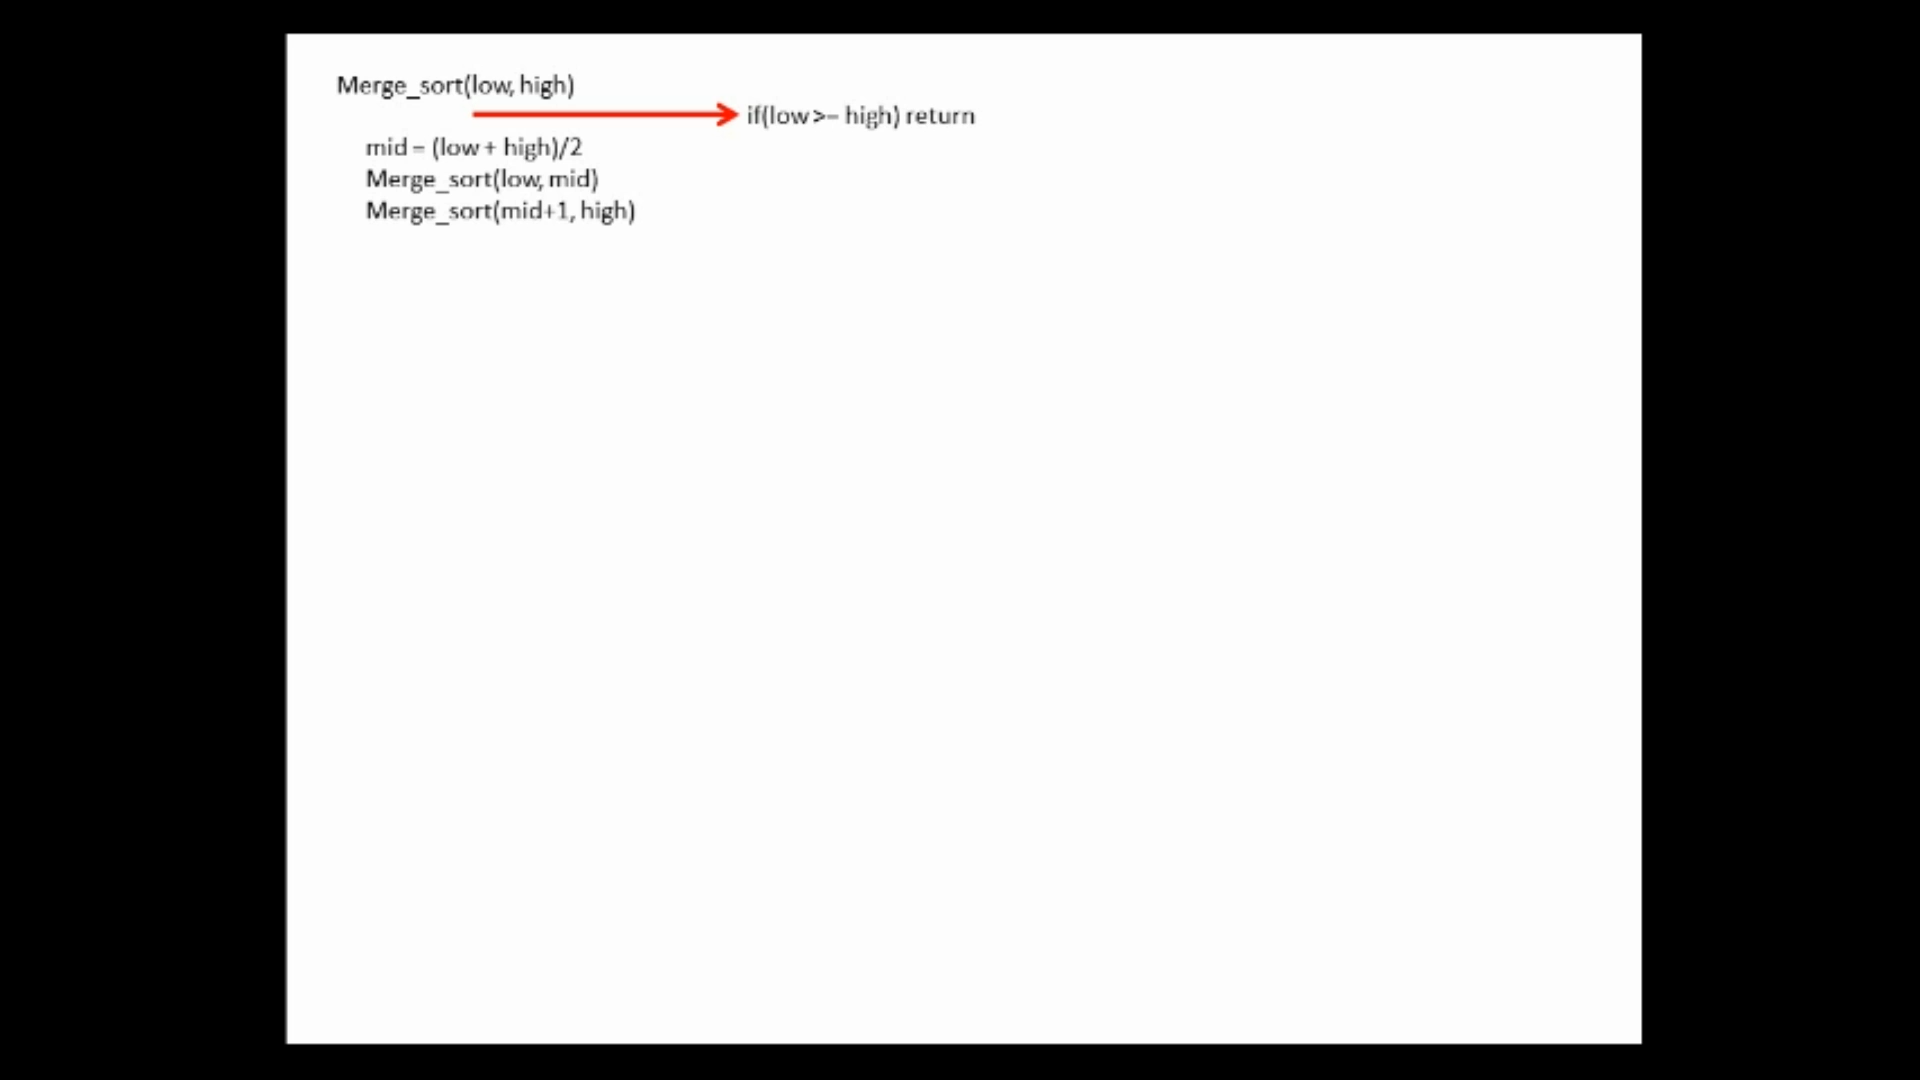 Merge_sort(low, high)
if(low >= high) return
mid = (low + high)/2
Merge_sort(low, mid)
Merge_sort(mid+1, high)